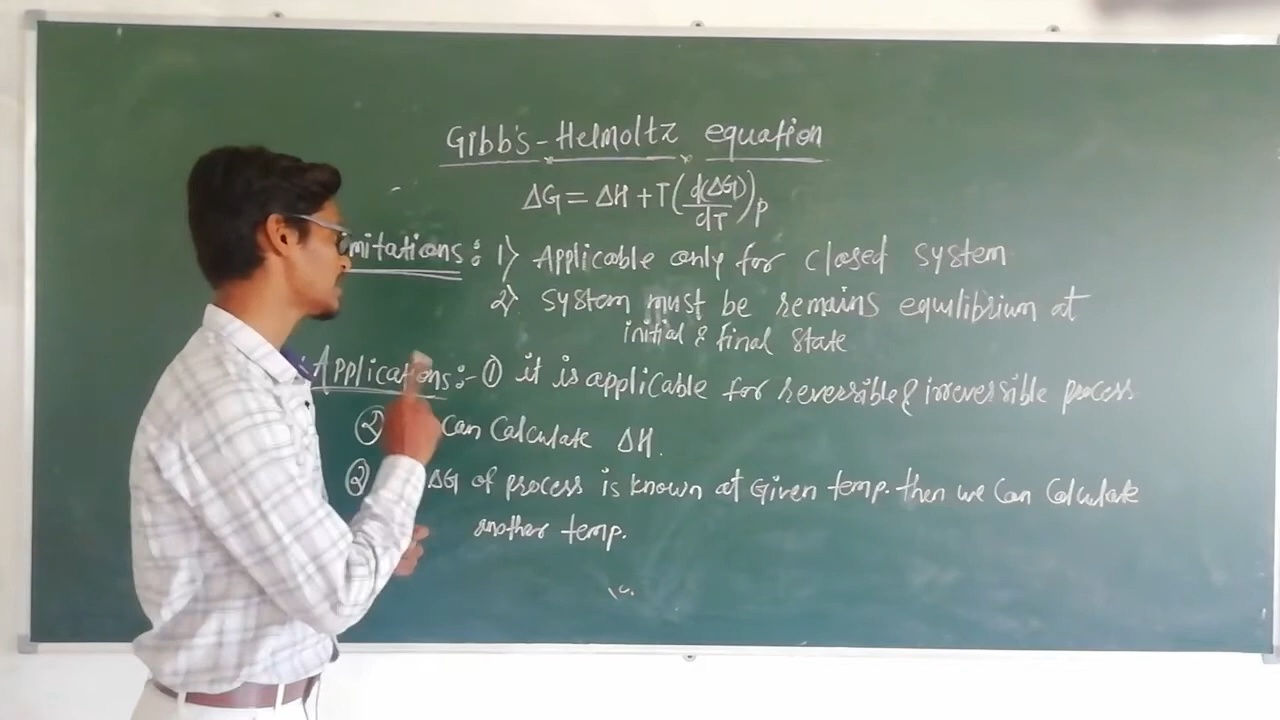 Gibb's - Helmoltz equation
ΔG = ΔH + T(d(ΔG)/dT)p
mitations : 1) Applicable only for closed system
2) System must be remains equilibrium at
initial & final state
Applications :- ① it is applicable for reversible & irreversible process
② can Calculate ΔH.
② ΔG of process is known at Given temp. then we Can Calculate
another temp.